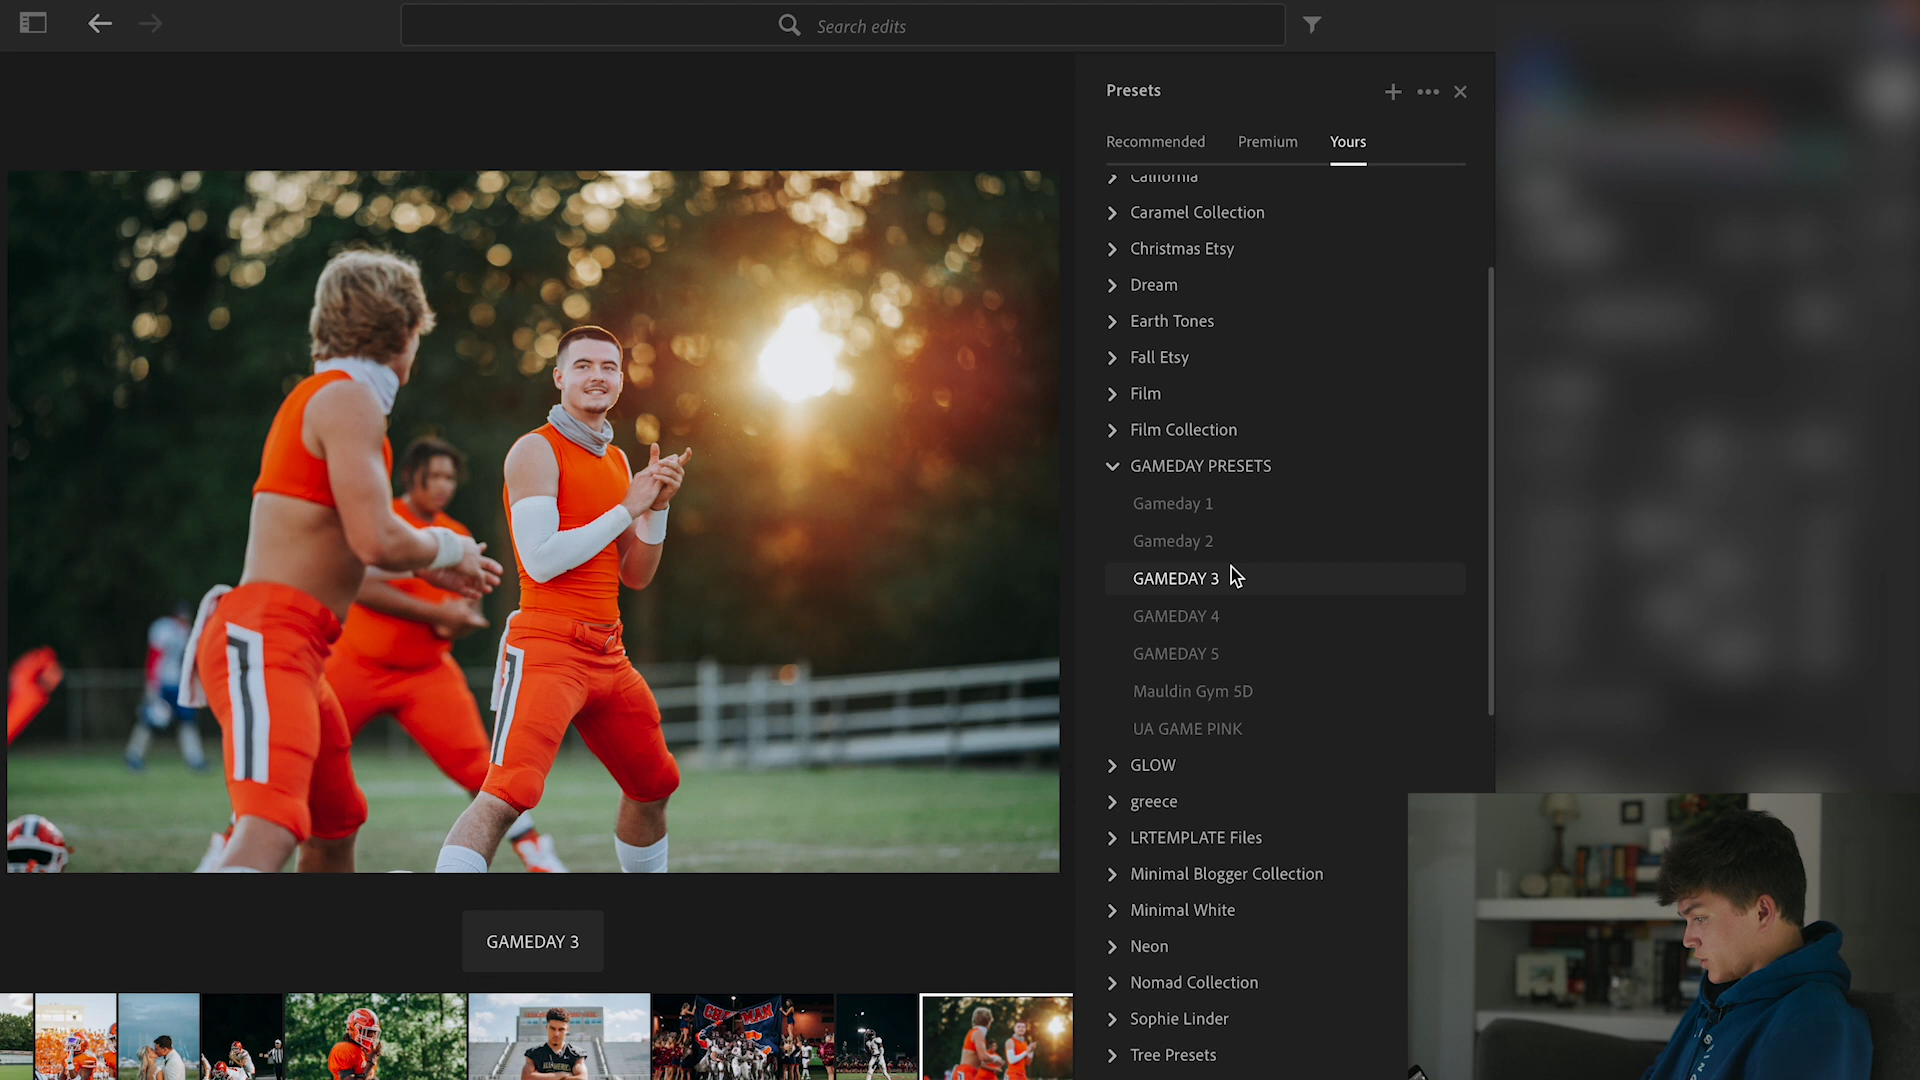 Search edits
Presets
Recommended Premium Yours
California
Caramel Collection
Christmas Etsy
Dream
Earth Tones
Fall Etsy
Film
Film Collection
GAMEDAY PRESETS
Gameday 1
Gameday 2
GAMEDAY 3
GAMEDAY 4
GAMEDAY 5
Mauldin Gym 5D
UA GAME PINK
GLOW
greece
LRTEMPLATE Files
Minimal Blogger Collection
Minimal White
Neon
Nomad Collection
Sophie Linder
Tree Presets
GAMEDAY 3